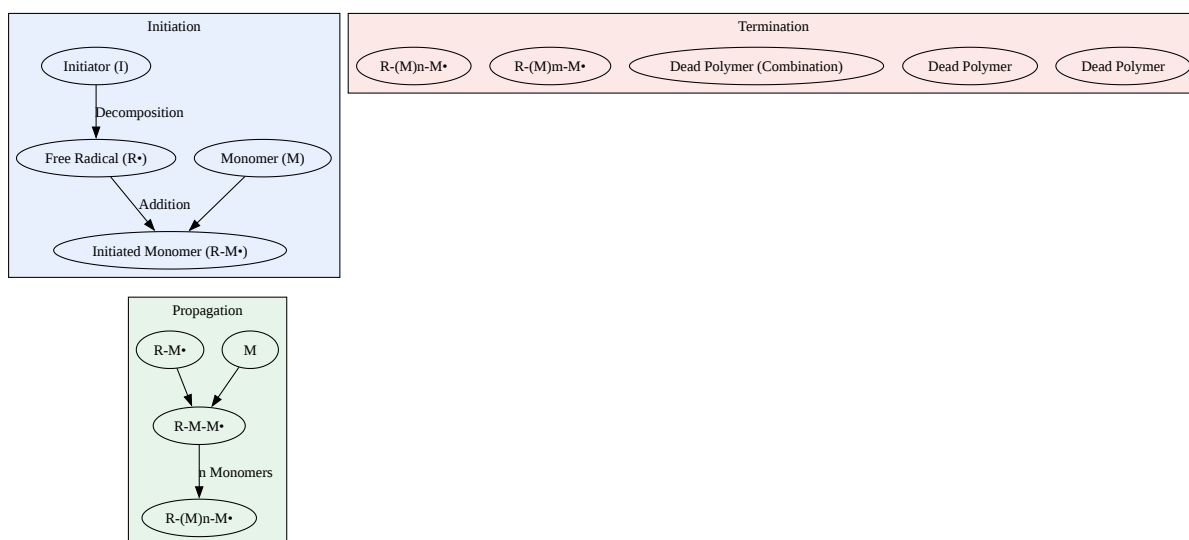 Initiation
Initiator (I)
Decomposition
Free Radical (R•)
Monomer (M)
Addition
Initiated Monomer (R-M•)
Termination
R-(M)n-M•
R-(M)m-M•
Dead Polymer (Combination)
Dead Polymer
Dead Polymer
Propagation
R-M•
M
R-M-M•
n Monomers
R-(M)n-M•